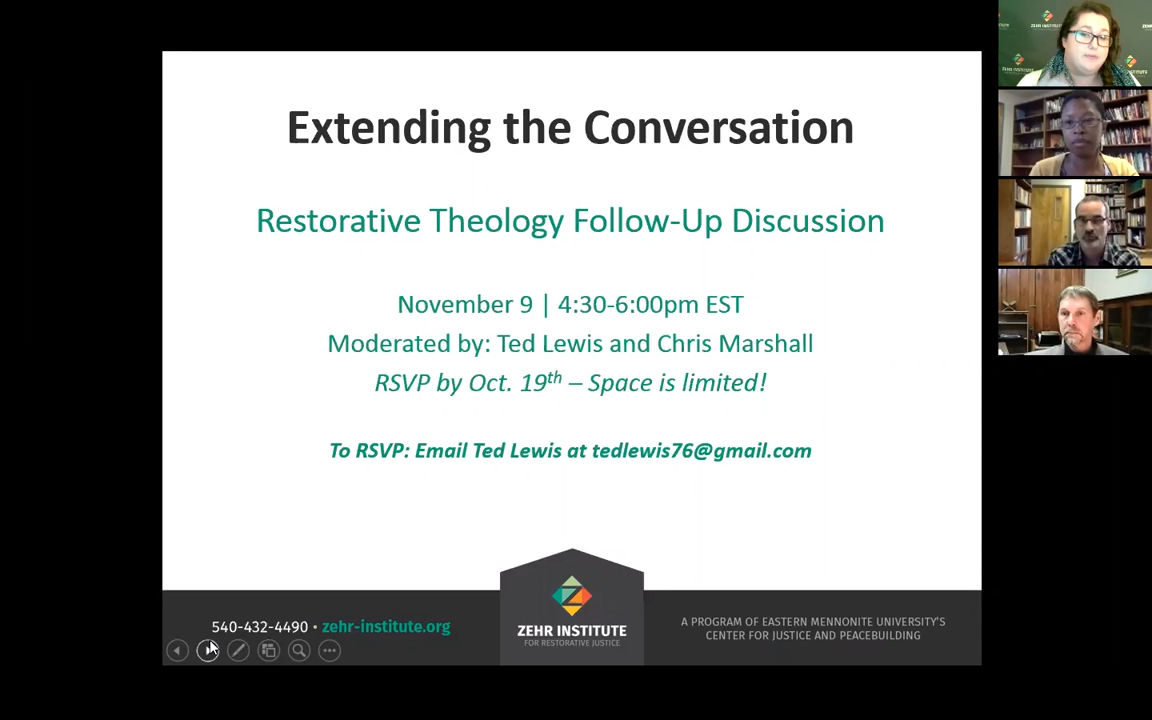 Extending the Conversation
Restorative Theology Follow-Up Discussion
November 9 | 4:30-6:00pm EST
Moderated by: Ted Lewis and Chris Marshall
RSVP by Oct. 19th – Space is limited!
To RSVP: Email Ted Lewis at tedlewis76@gmail.com
540-432-4490 • zehr-institute.org
ZEHR INSTITUTE
FOR RESTORATIVE JUSTICE
A PROGRAM OF EASTERN MENNONITE UNIVERSITY'S
CENTER FOR JUSTICE AND PEACEBUILDING
ZEHR INSTITUTE